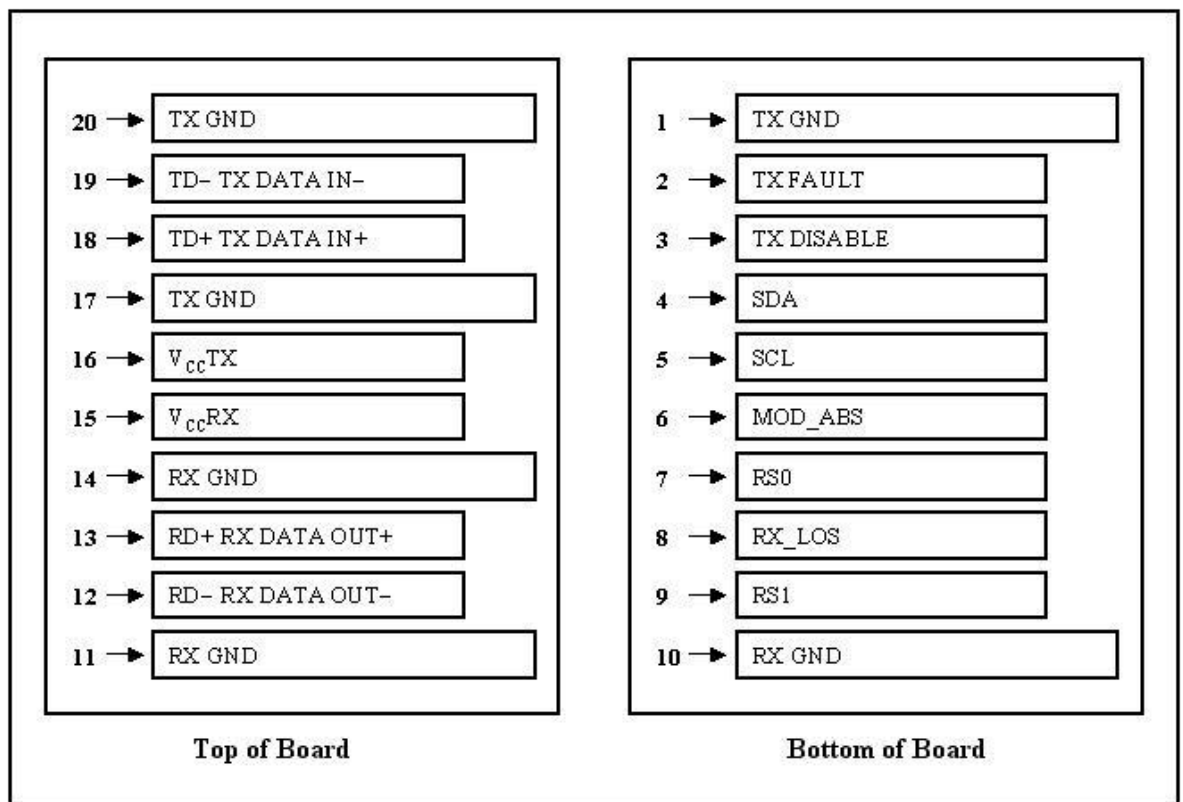 20 TX GND
19 TD– TX DATA IN–
18 TD+ TX DATA IN+
17 TX GND
16 VCCTX
15 VCCRX
14 RX GND
13 RD+ RX DATA OUT+
12 RD– RX DATA OUT–
11 RX GND
Top of Board
1 TX GND
2 TX FAULT
3 TX DISABLE
4 SDA
5 SCL
6 MOD_ABS
7 RS0
8 RX_LOS
9 RS1
10 RX GND
Bottom of Board